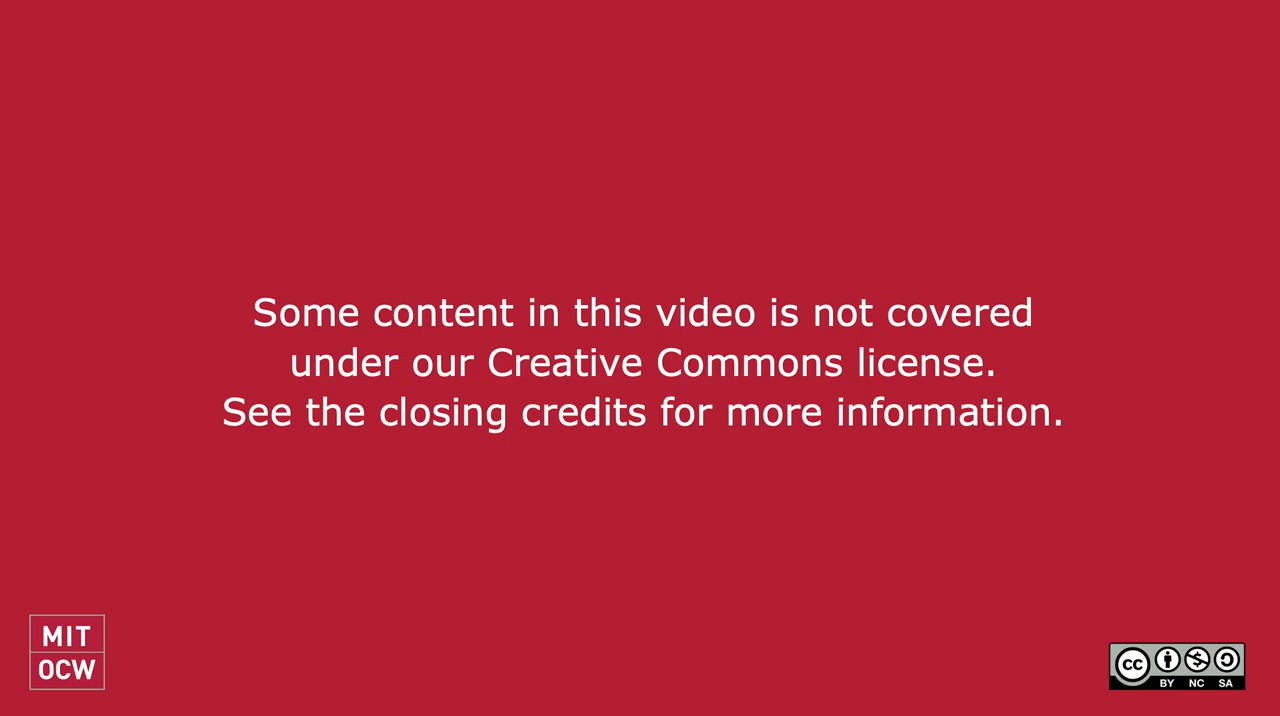 Some content in this video is not covered
under our Creative Commons license.
See the closing credits for more information.
MIT
OCW
cc
BY NC SA